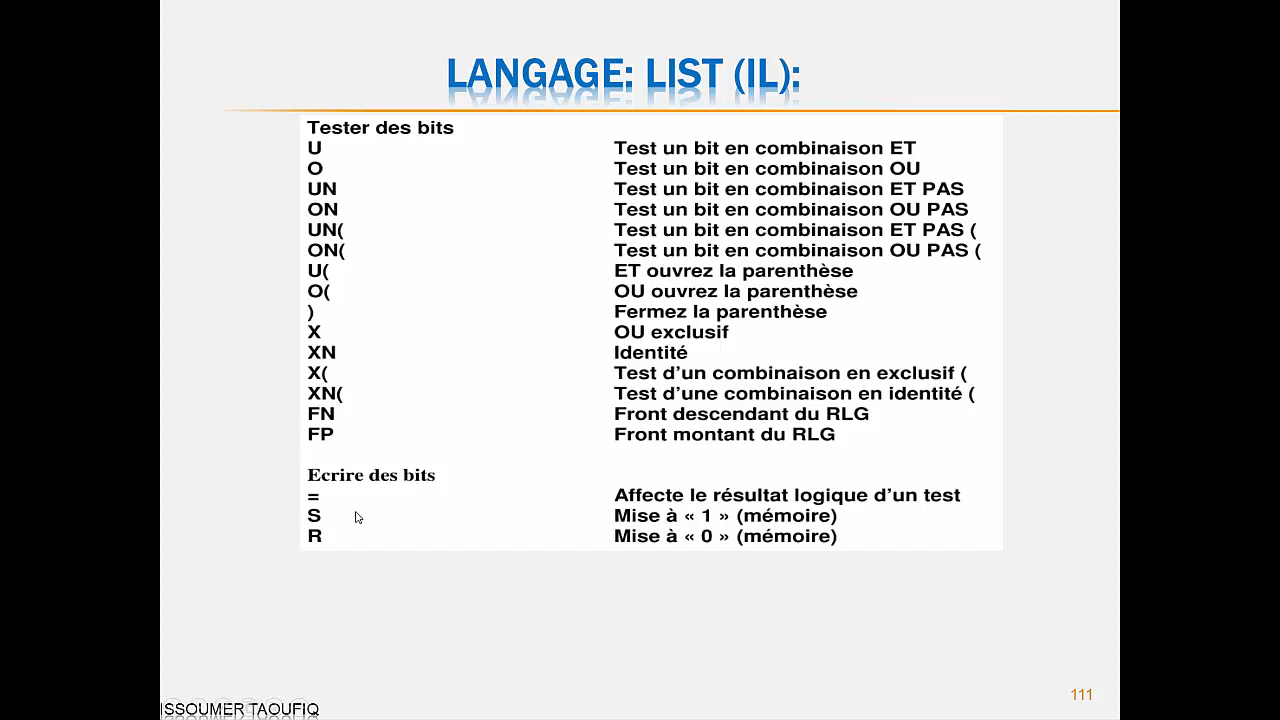 LANGAGE: LIST (IL):
Tester des bits
U Test un bit en combinaison ET
O Test un bit en combinaison OU
UN Test un bit en combinaison ET PAS
ON Test un bit en combinaison OU PAS
UN( Test un bit en combinaison ET PAS (
ON( Test un bit en combinaison OU PAS (
U( ET ouvrez la parenthèse
O( OU ouvrez la parenthèse
) Fermez la parenthèse
X OU exclusif
XN Identité
X( Test d’un combinaison en exclusif (
XN( Test d’une combinaison en identité (
FN Front descendant du RLG
FP Front montant du RLG
Ecrire des bits
= Affecte le résultat logique d’un test
S Mise à « 1 » (mémoire)
R Mise à « 0 » (mémoire)
111
ISSOUMER TAOUFIQ